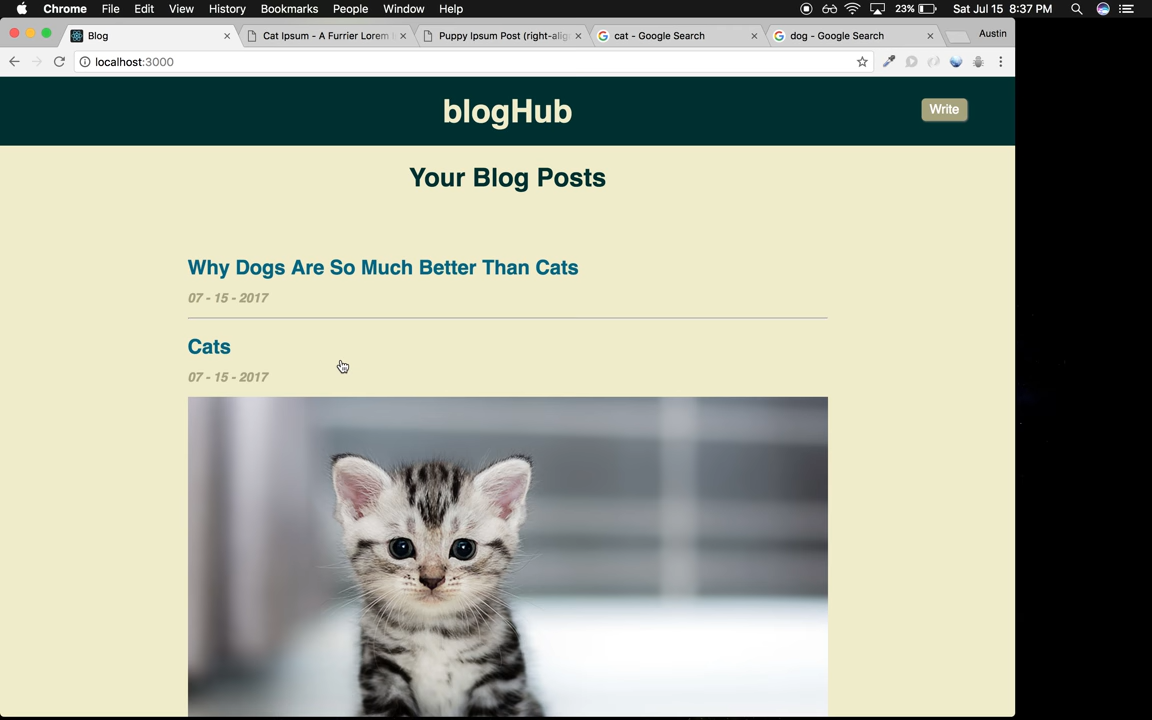 Chrome File Edit View History Bookmarks People Window Help 23% Sat Jul 15 8:37 PM
Blog Cat Ipsum - A Furrier Lorem Puppy Ipsum Post (right-alig cat - Google Search dog - Google Search Austin
localhost:3000
blogHub
Write
Your Blog Posts
Why Dogs Are So Much Better Than Cats
07 - 15 - 2017
Cats
07 - 15 - 2017